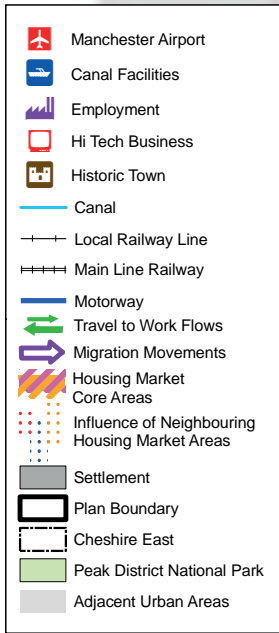 Manchester Airport
Canal Facilities
Employment
Hi Tech Business
Historic Town
Canal
Local Railway Line
Main Line Railway
Motorway
Travel to Work Flows
Migration Movements
Housing Market
Core Areas
Influence of Neighbouring
Housing Market Areas
Settlement
Plan Boundary
Cheshire East
Peak District National Park
Adjacent Urban Areas